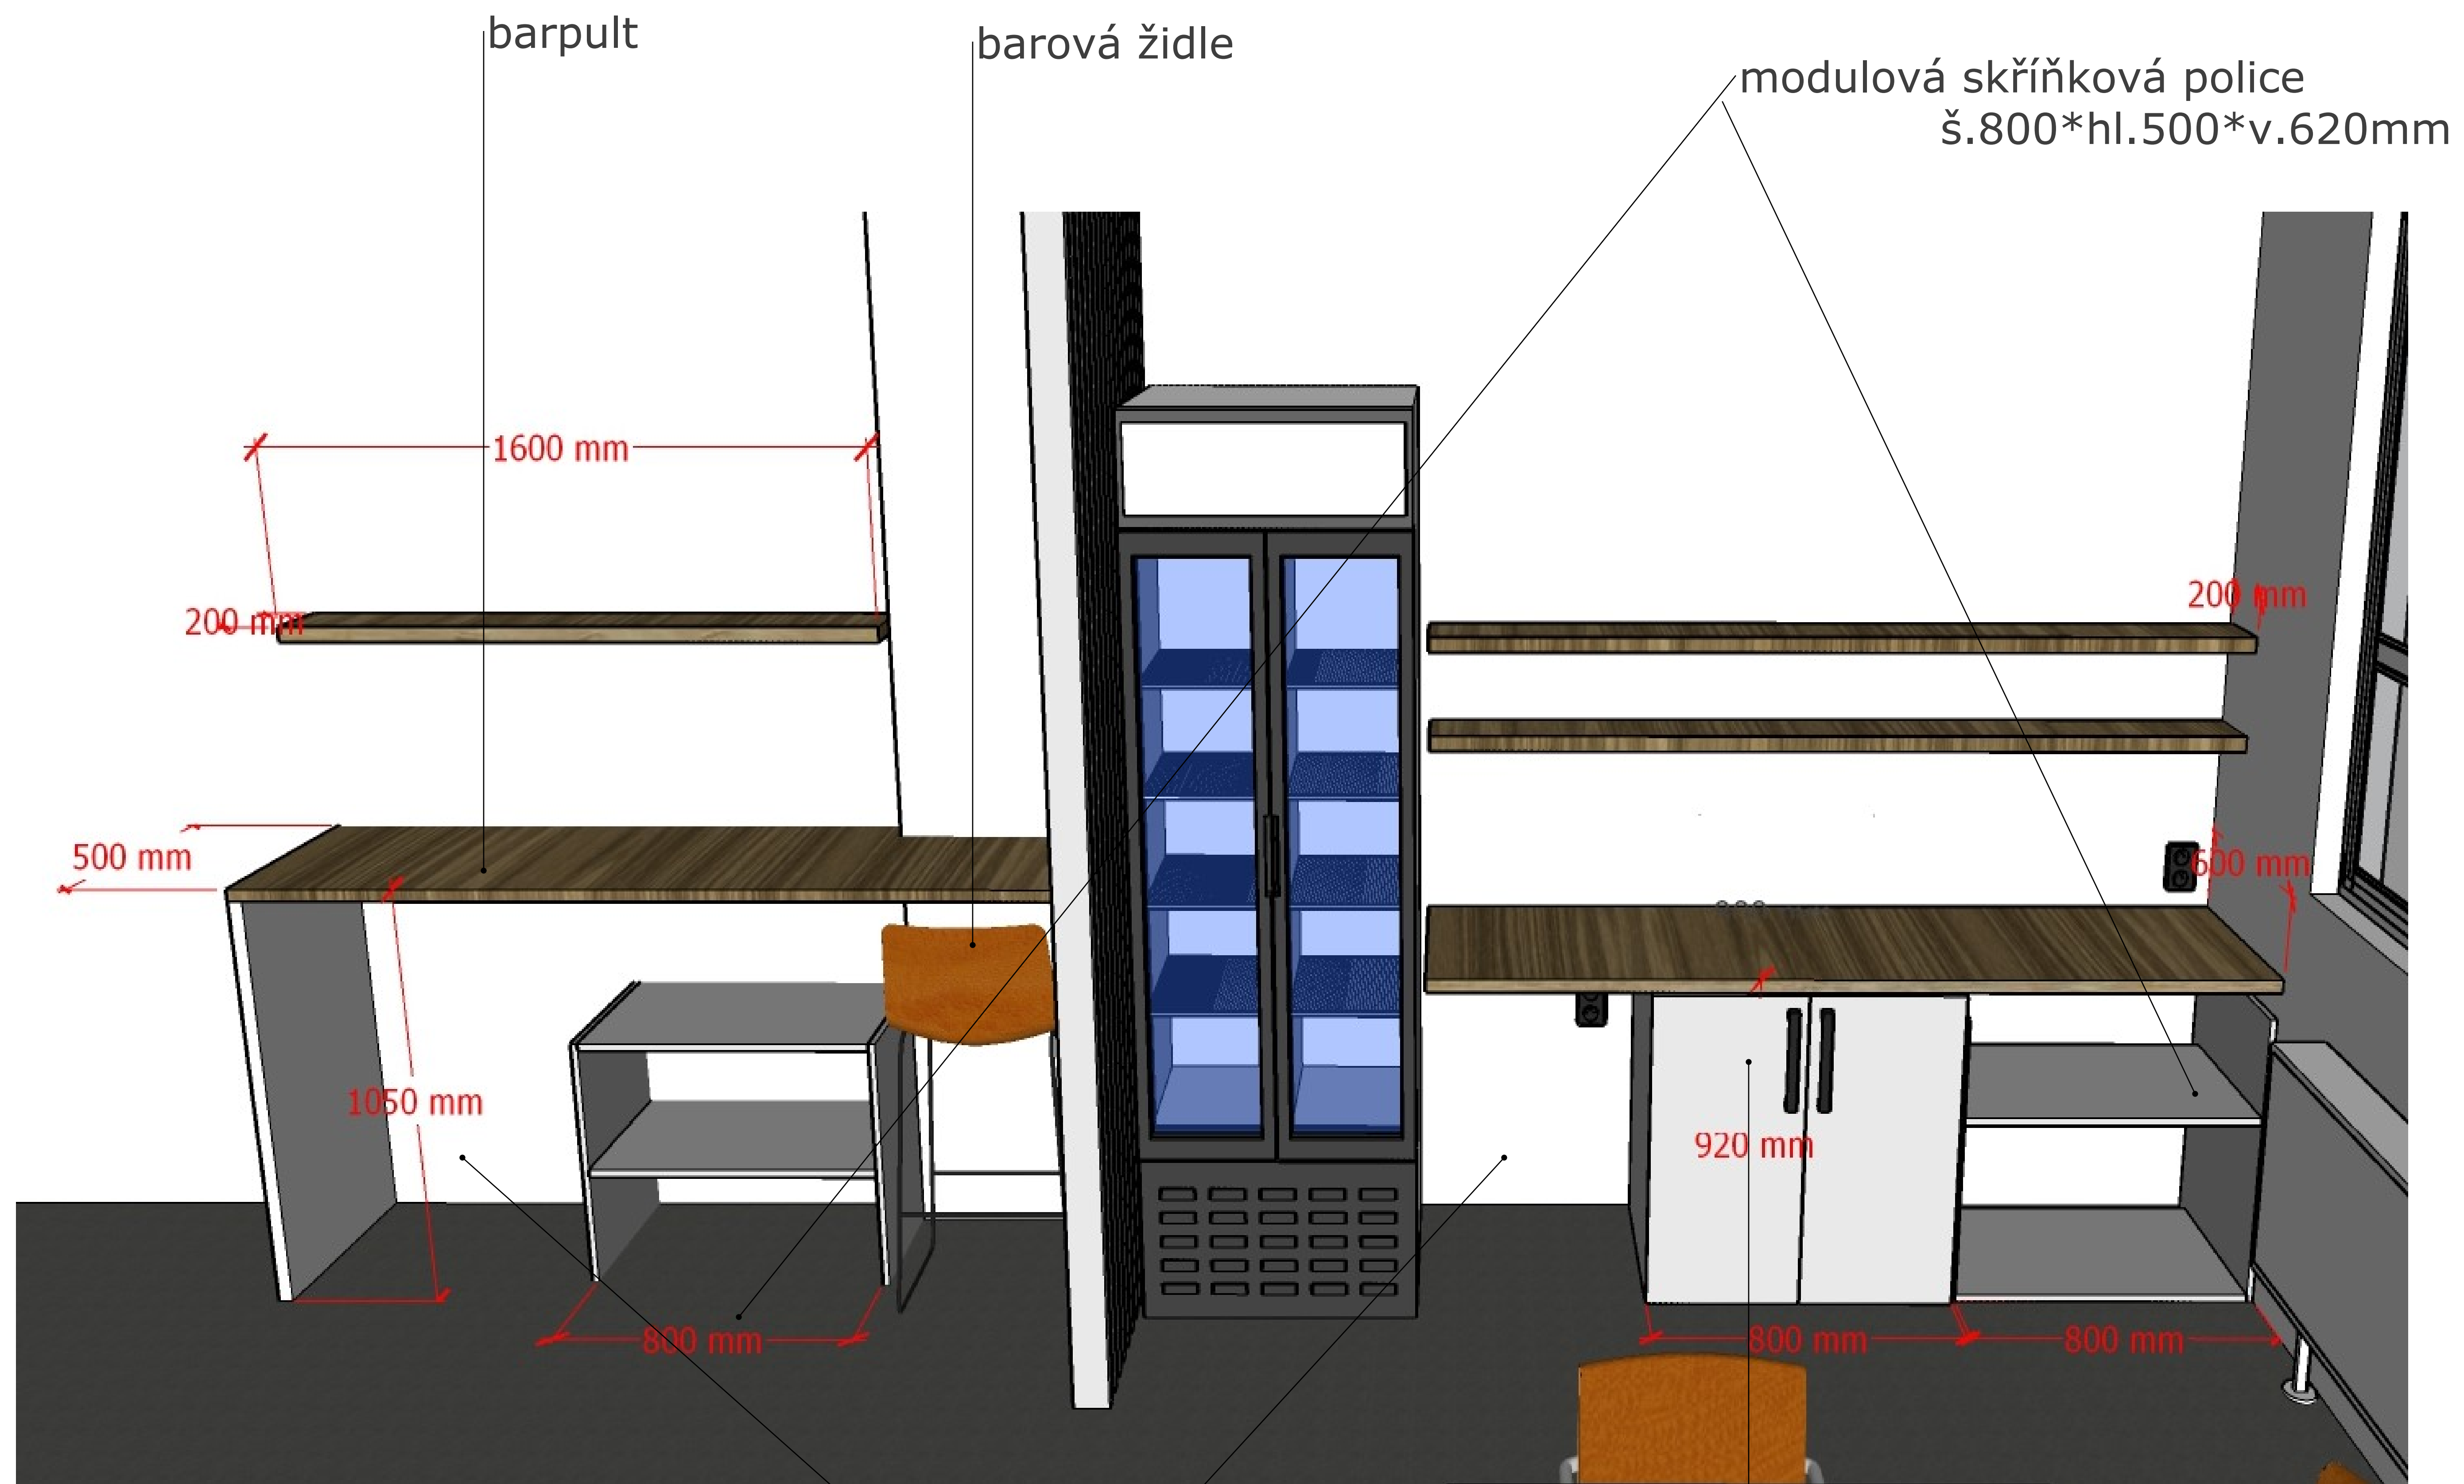 barpult
barová židle
modulová skříňková police
š.800*hl.500*v.620mm
1600 mm
200 mm
200 mm
500 mm
600 mm
1050 mm
920 mm
800 mm
800 mm
800 mm